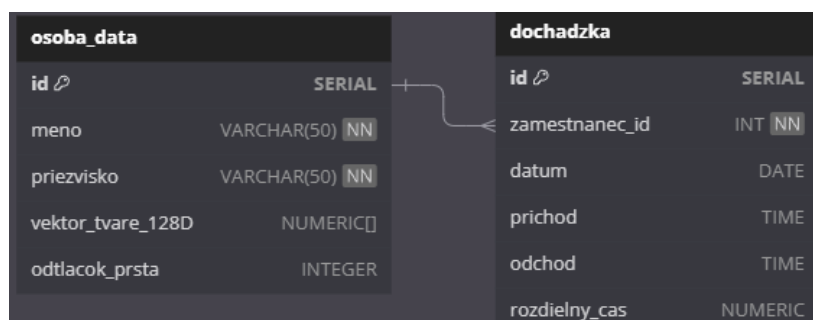 osoba_data
id SERIAL
meno VARCHAR(50) NN
priezvisko VARCHAR(50) NN
vektor_tvare_128D NUMERIC[]
odtlacok_prsta INTEGER
dochadzka
id SERIAL
zamestnanec_id INT NN
datum DATE
prichod TIME
odchod TIME
rozdielny_cas NUMERIC